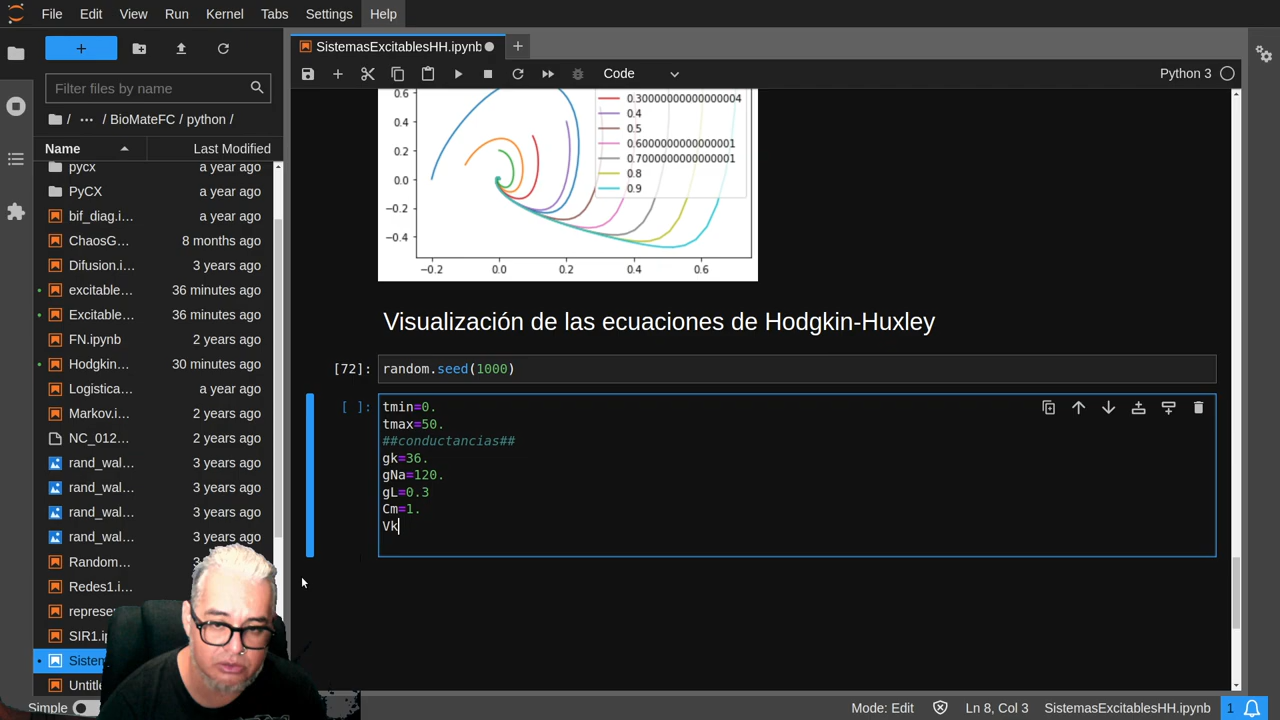 File Edit View Run Kernel Tabs Settings Help
SistemasExcitablesHH.ipynb
Code
Python 3
Filter files by name
/ ··· / BioMateFC / python /
Name Last Modified
pycx a year ago
PyCX a year ago
bif_diag.i... a year ago
ChaosG... 8 months ago
Difusion.i... 3 years ago
excitable... 36 minutes ago
Excitable... 36 minutes ago
FN.ipynb 2 years ago
Hodgkin... 30 minutes ago
Logistica... a year ago
Markov.i... 2 years ago
NC_012... 2 years ago
rand_wal... 3 years ago
rand_wal... 3 years ago
rand_wal... 3 years ago
rand_wal... 3 years ago
Random...
Redes1.i...
SIR1.ip
Sistem
Untitle
0.6
0.4
0.2
0.0
−0.2
−0.4
−0.2 0.0 0.2 0.4 0.6
0.30000000000000004
0.4
0.5
0.6000000000000001
0.7000000000000001
0.8
0.9
Visualización de las ecuaciones de Hodgkin-Huxley
[72]: random.seed(1000)
[ ]: tmin=0.
tmax=50.
##conductancias##
gk=36.
gNa=120.
gL=0.3
Cm=1.
Vk
Simple
Mode: Edit Ln 8, Col 3 SistemasExcitablesHH.ipynb 1